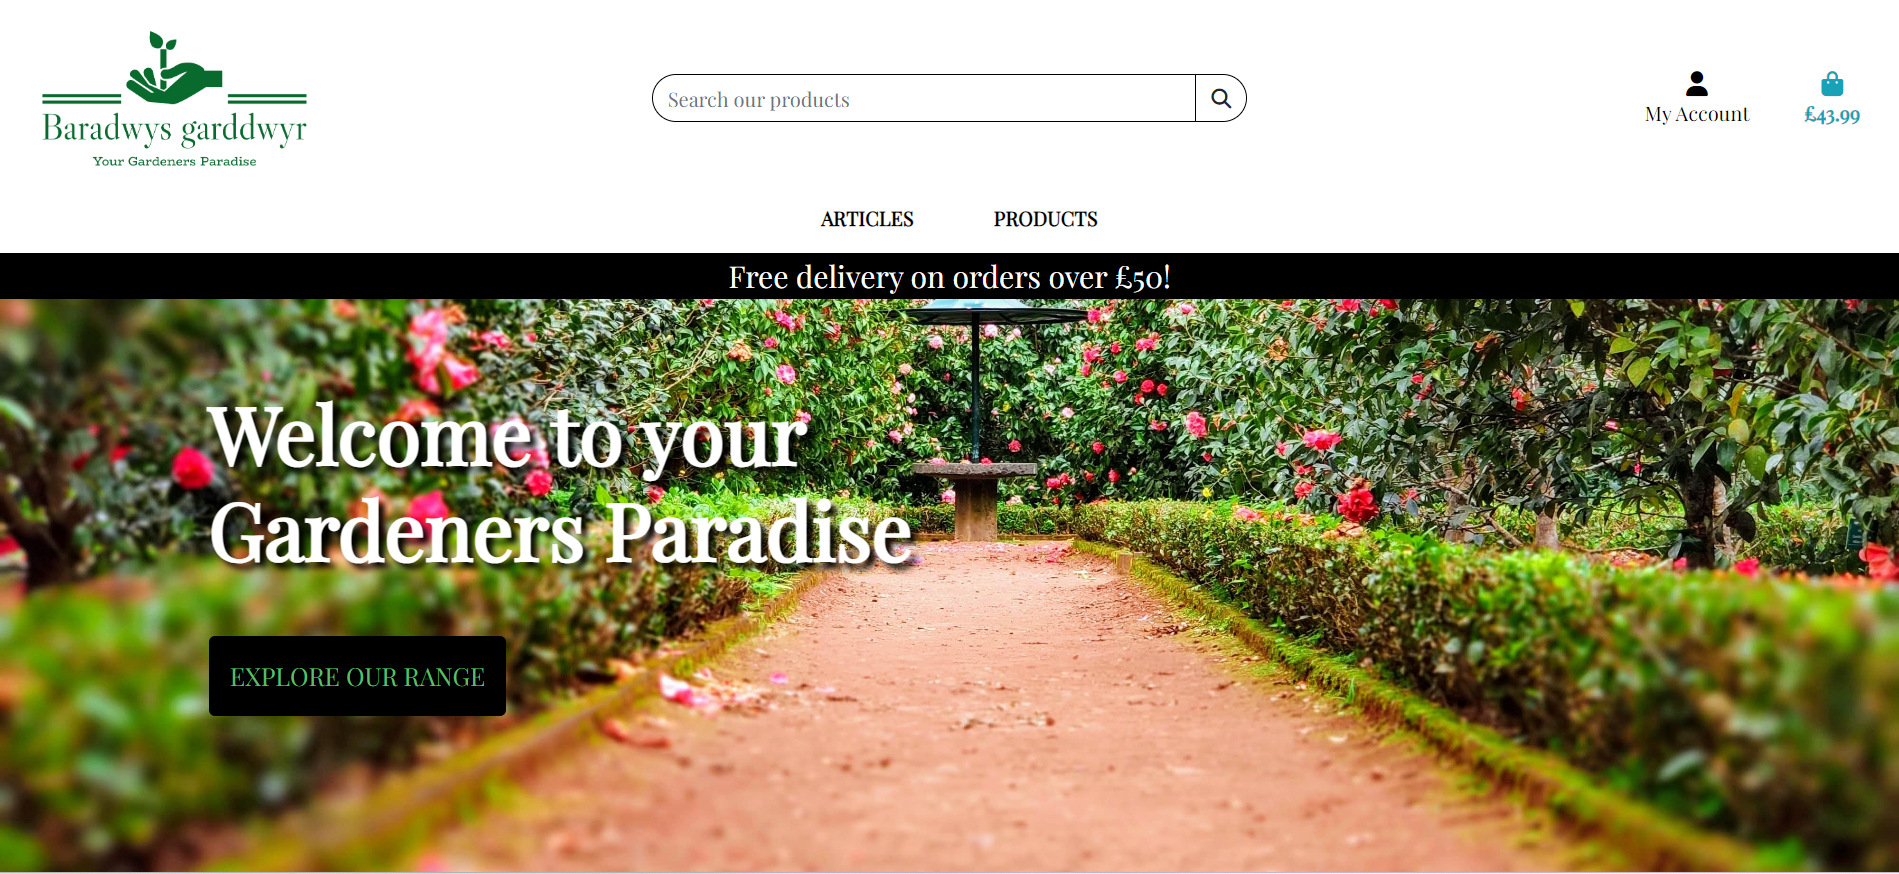 Baradwys garddwyr
Your Gardeners Paradise
Search our products
My Account
£43.99
ARTICLES
PRODUCTS
Free delivery on orders over £50!
Welcome to your
Gardeners Paradise
EXPLORE OUR RANGE